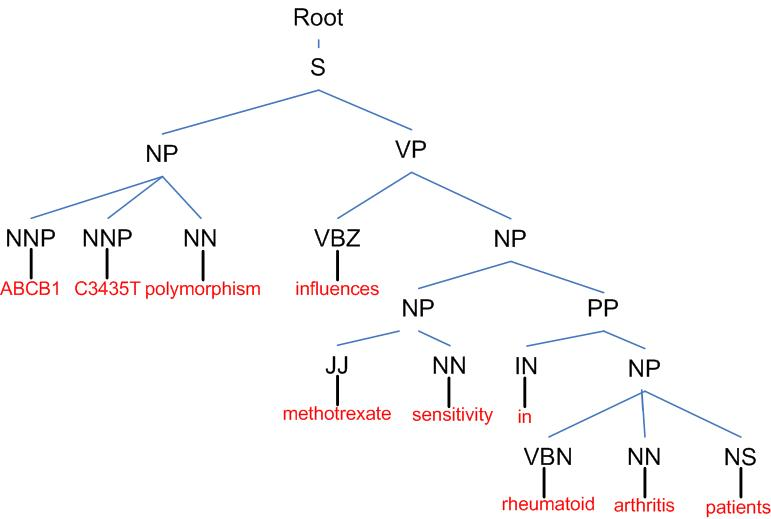 Root
S
NP VP
NNP NNP NN VBZ NP
ABCB1 C3435T polymorphism influences
NP PP
JJ NN IN NP
methotrexate sensitivity in
VBN NN NS
rheumatoid arthritis patients